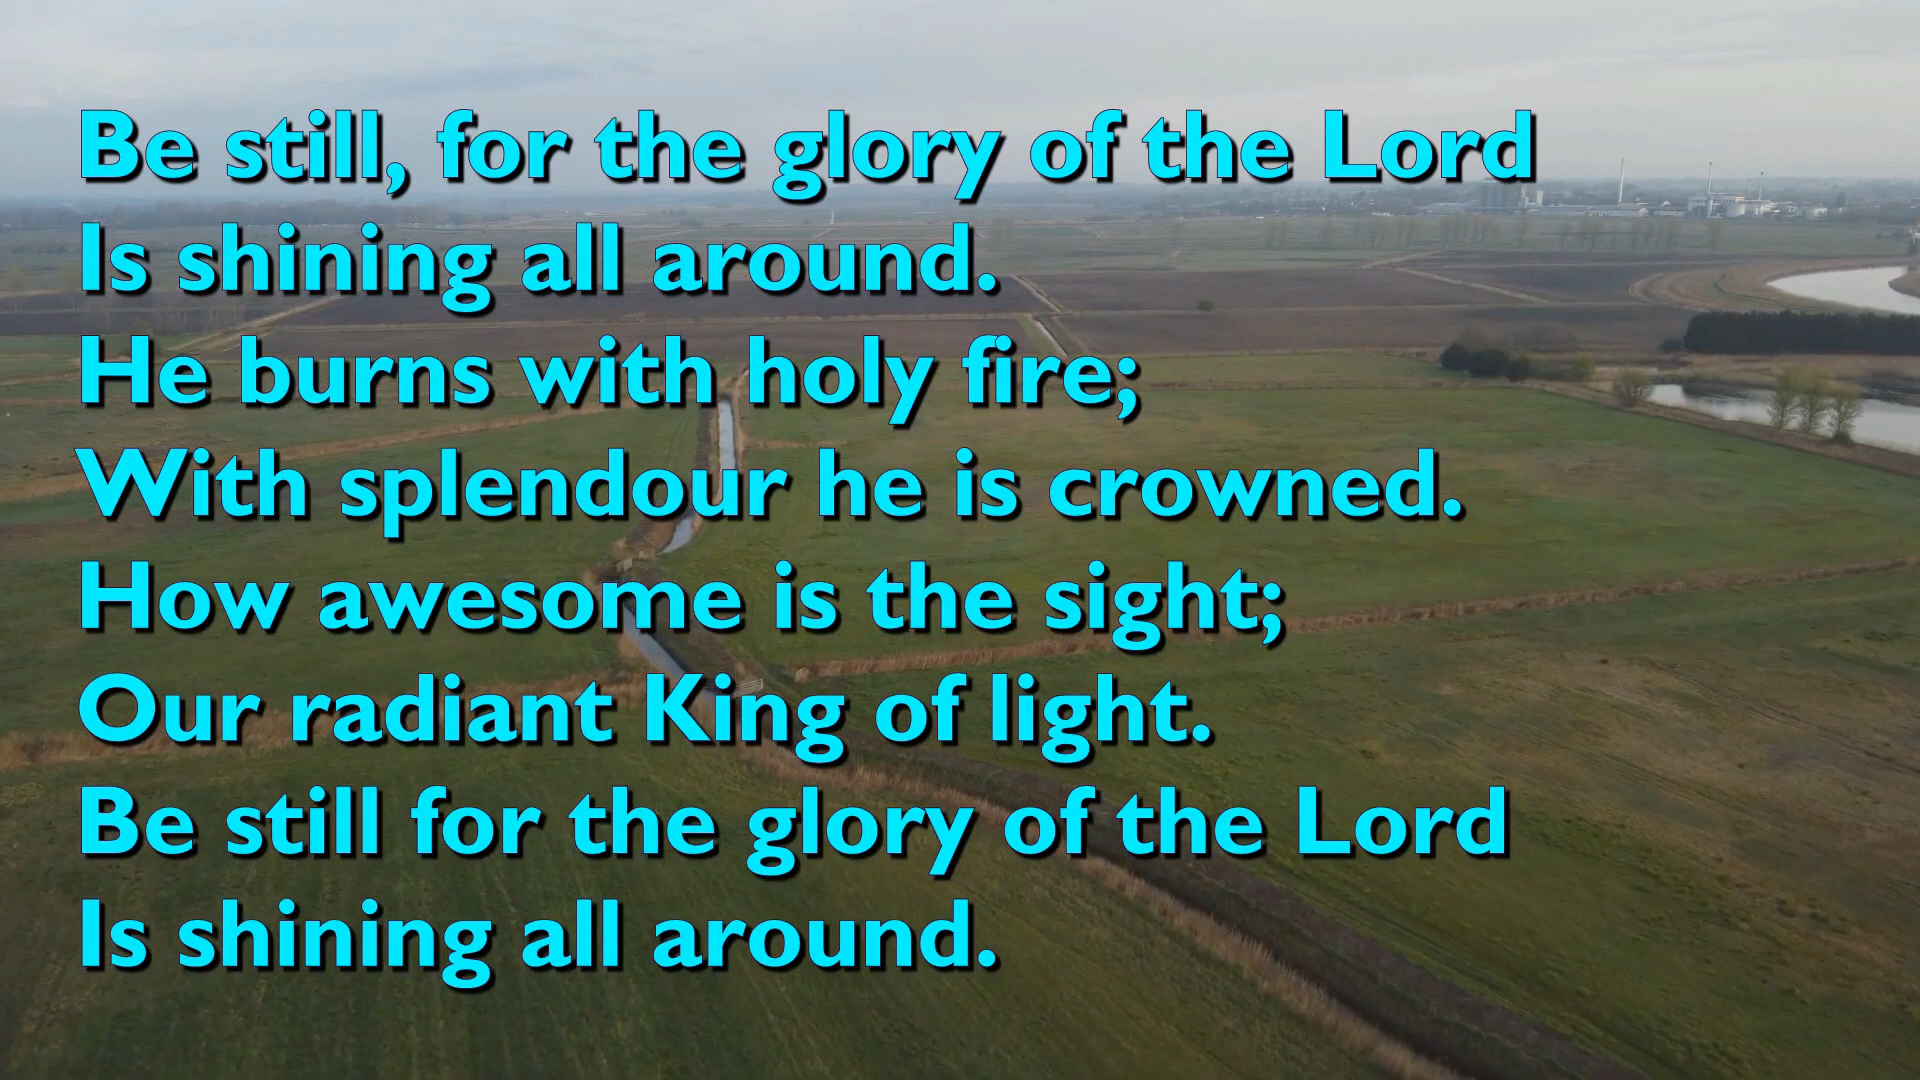 Be still, for the glory of the Lord
Is shining all around.
He burns with holy fire;
With splendour he is crowned.
How awesome is the sight;
Our radiant King of light.
Be still for the glory of the Lord
Is shining all around.